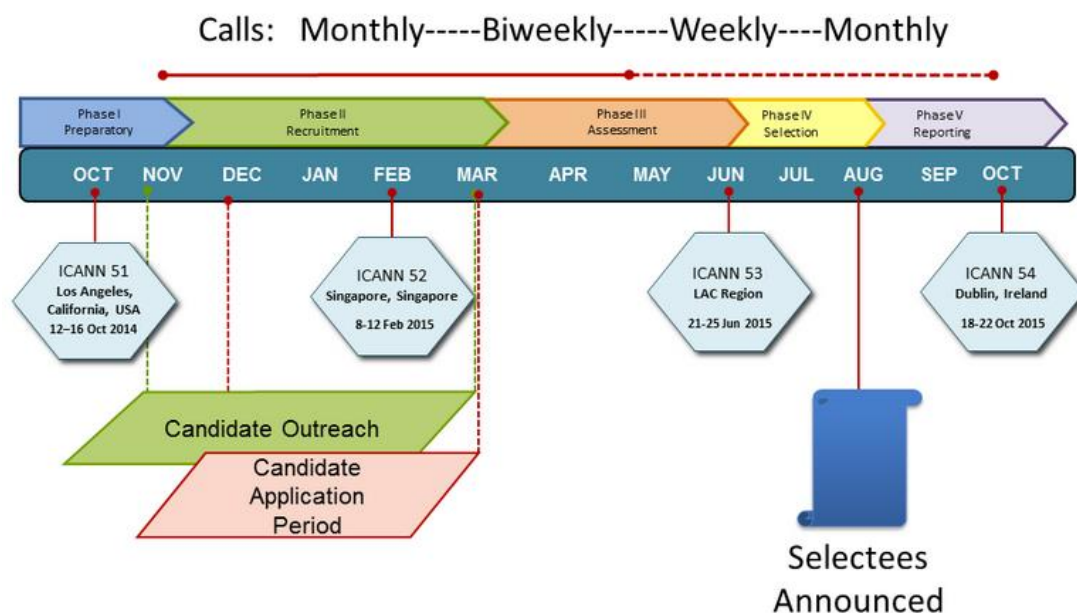 Calls: Monthly-----Biweekly-----Weekly----Monthly
Phase I
Preparatory
Phase II
Recruitment
Phase III
Assessment
Phase IV
Selection
Phase V
Reporting
OCT NOV DEC JAN FEB MAR APR MAY JUN JUL AUG SEP OCT
ICANN 51
Los Angeles,
California, USA
12–16 Oct 2014
ICANN 52
Singapore, Singapore
8-12 Feb 2015
ICANN 53
LAC Region
21-25 Jun 2015
ICANN 54
Dublin, Ireland
18-22 Oct 2015
Candidate Outreach
Candidate
Application
Period
Selectees
Announced